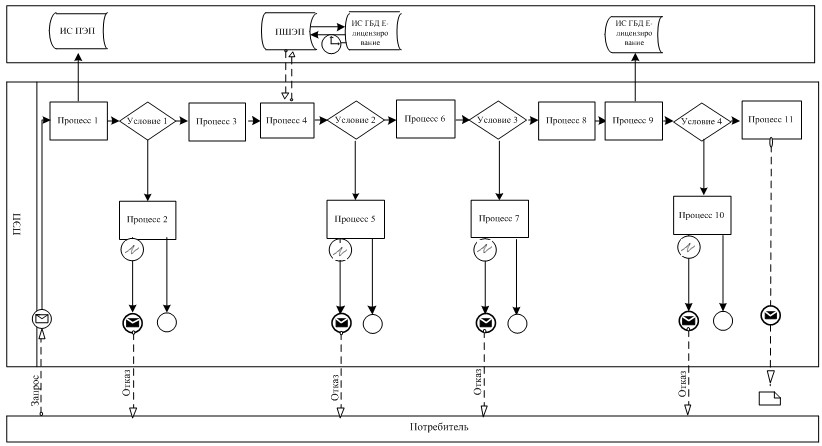 ИС ПЭП
ПШЭП
ИС ГБД Е-
лицензиро
вание
ИС ГБД Е-
лицензиро
вание
ПЭП
Процесс 1
Условие 1
Процесс 3
Процесс 4
Условие 2
Процесс 6
Условие 3
Процесс 8
Процесс 9
Условие 4
Процесс 11
Процесс 2
Процесс 5
Процесс 7
Процесс 10
Запрос
Отказ
Отказ
Отказ
Отказ
Потребитель